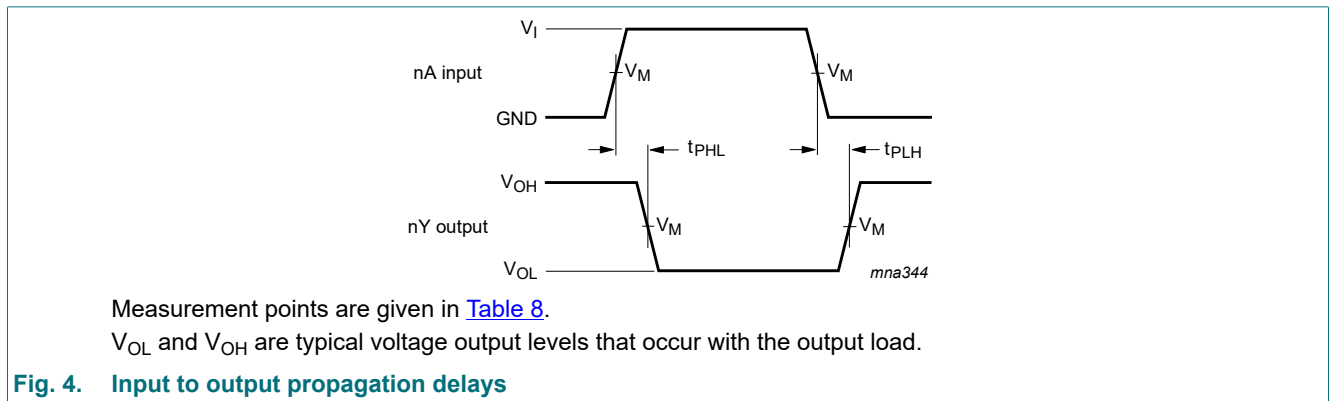 V_I
nA input
V_M
V_M
GND
t_PHL
t_PLH
V_OH
nY output
V_M
V_M
V_OL
mna344
Measurement points are given in Table 8.
V_OL and V_OH are typical voltage output levels that occur with the output load.
Fig. 4. Input to output propagation delays